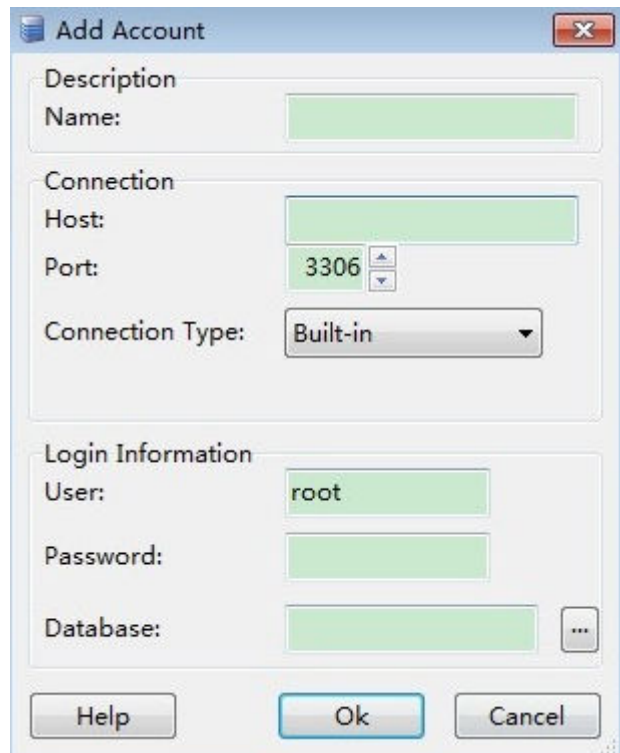 Add Account
Description
Name:
Connection
Host:
Port: 3306
Connection Type: Built-in
Login Information
User: root
Password:
Database: ...
Help Ok Cancel